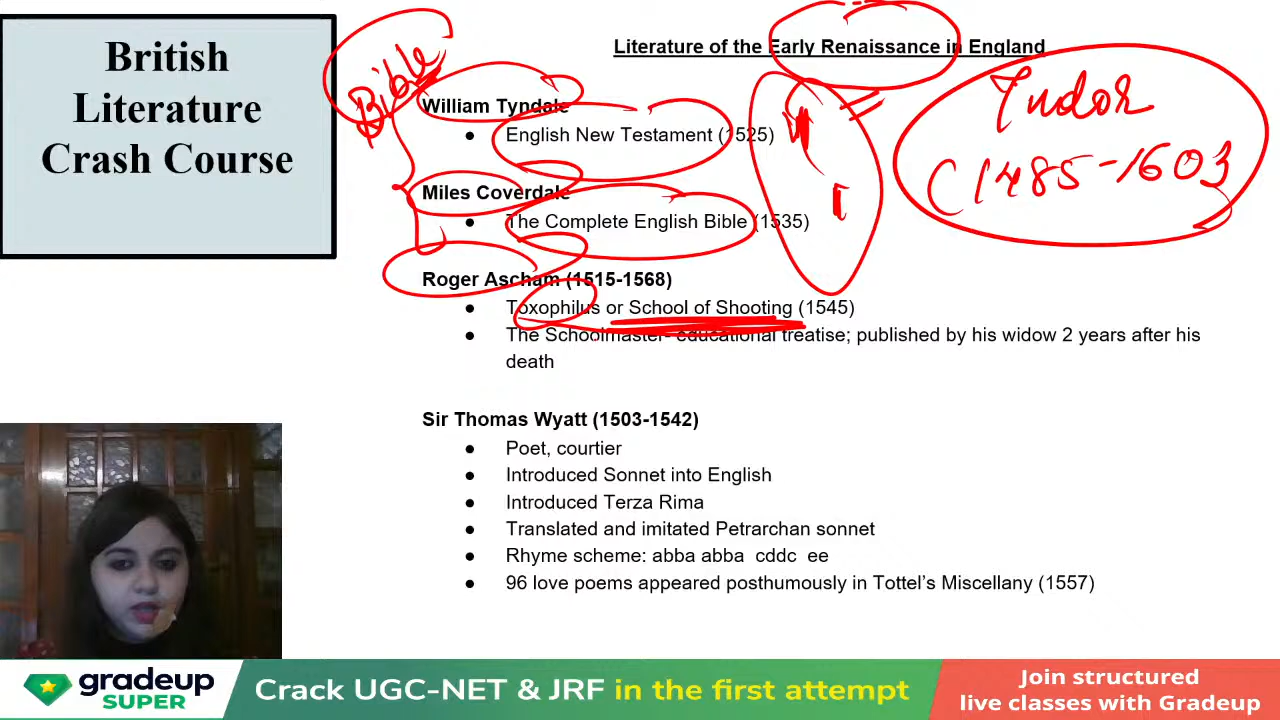 British
Literature
Crash Course
Bible
Literature of the Early Renaissance in England
Tudor
(1485-1603
William Tyndale
● English New Testament (1525)
Miles Coverdale
● The Complete English Bible (1535)
Roger Ascham (1515-1568)
● Toxophilus or School of Shooting (1545)
● The Schoolmaster- educational treatise; published by his widow 2 years after his
death
Sir Thomas Wyatt (1503-1542)
● Poet, courtier
● Introduced Sonnet into English
● Introduced Terza Rima
● Translated and imitated Petrarchan sonnet
● Rhyme scheme: abba abba cddc ee
● 96 love poems appeared posthumously in Tottel's Miscellany (1557)
gradeup
SUPER
Crack UGC-NET & JRF in the first attempt
Join structured
live classes with Gradeup